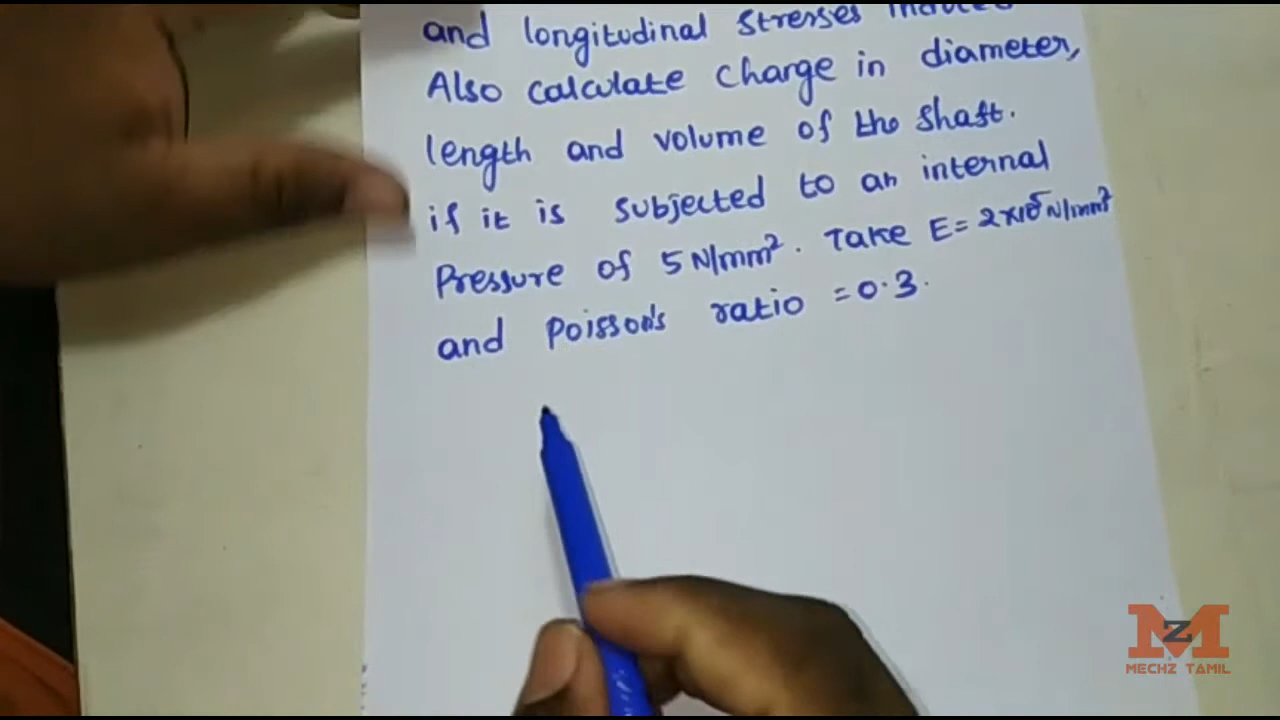 and longitudinal stresses
Also calculate change in diameter,
length and volume of the shaft.
if it is subjected to an internal
Pressure of 5 N/mm². Take E = 2×10⁵ N/mm²
and Poisson's ratio = 0.3.
MZ
MECHZ TAMIL